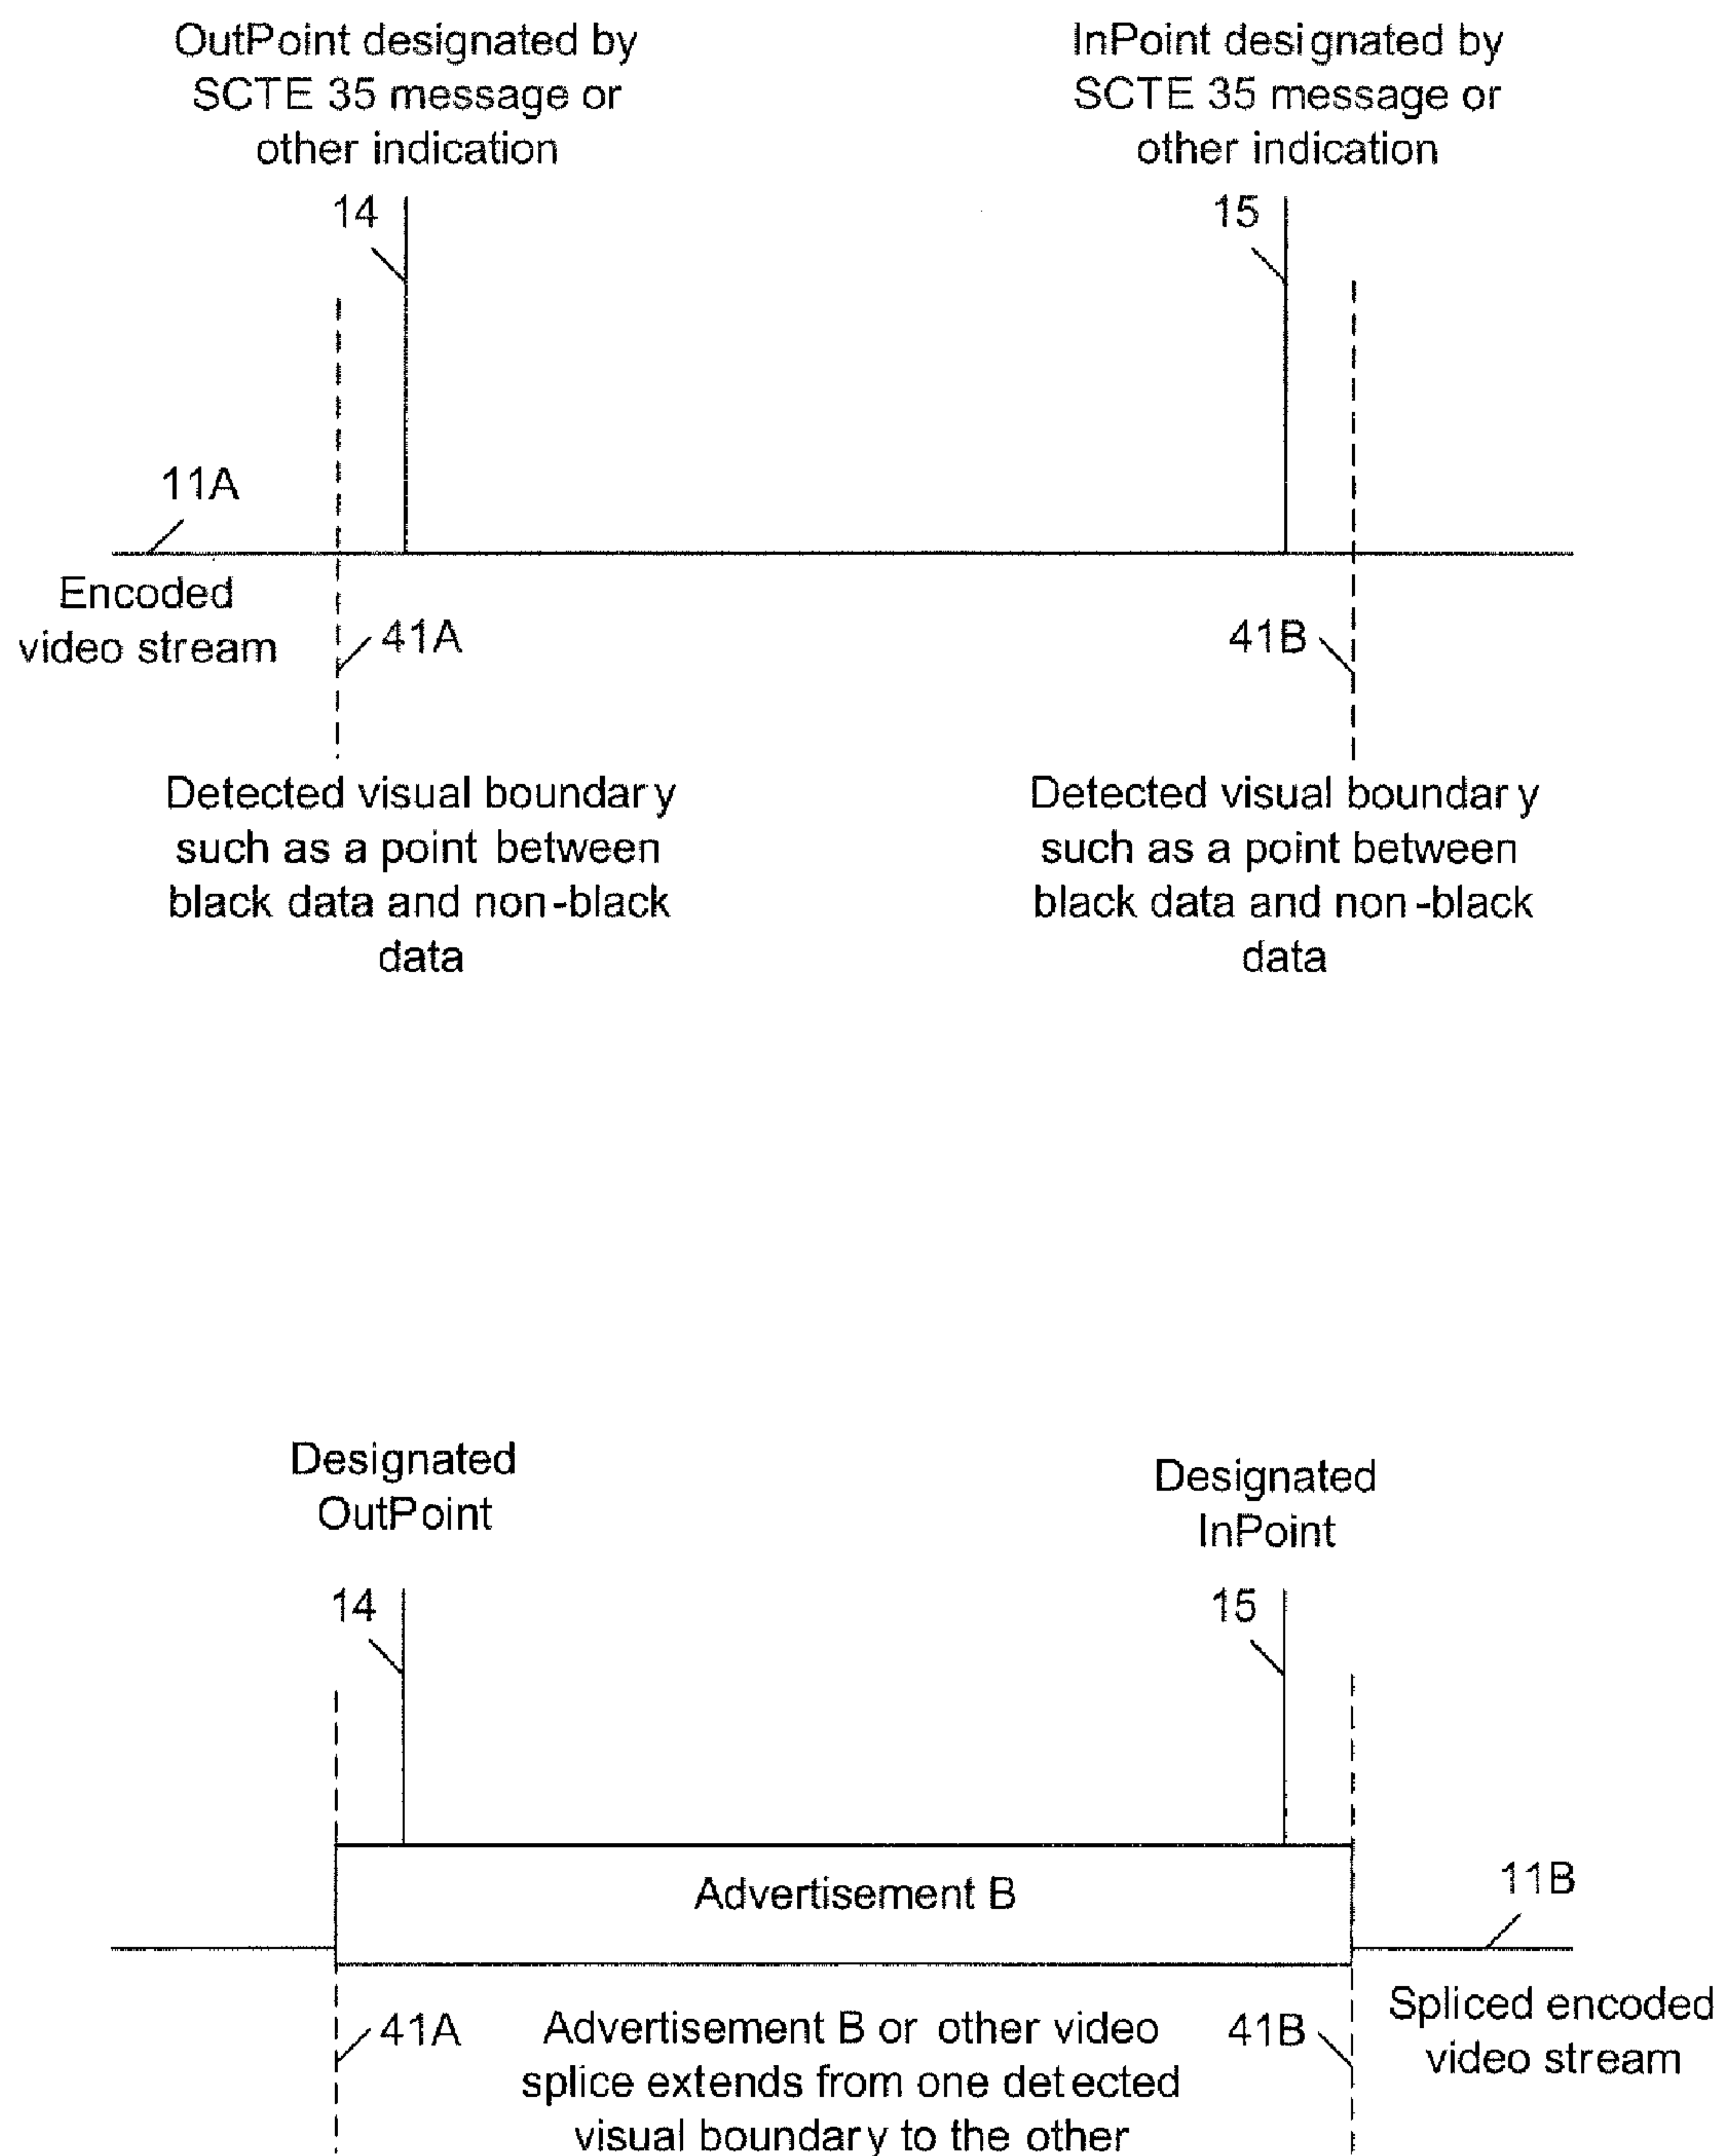 OutPoint designated by
SCTE 35 message or
other indication
InPoint designated by
SCTE 35 message or
other indication
14
15
11A
Encoded
video stream
41A
41B
Detected visual boundary
such as a point between
black data and non-black
data
Detected visual boundary
such as a point between
black data and non-black
data
Designated
OutPoint
Designated
InPoint
14
15
Advertisement B
11B
Spliced encoded
video stream
41A
Advertisement B or other video
splice extends from one detected
visual boundary to the other
41B